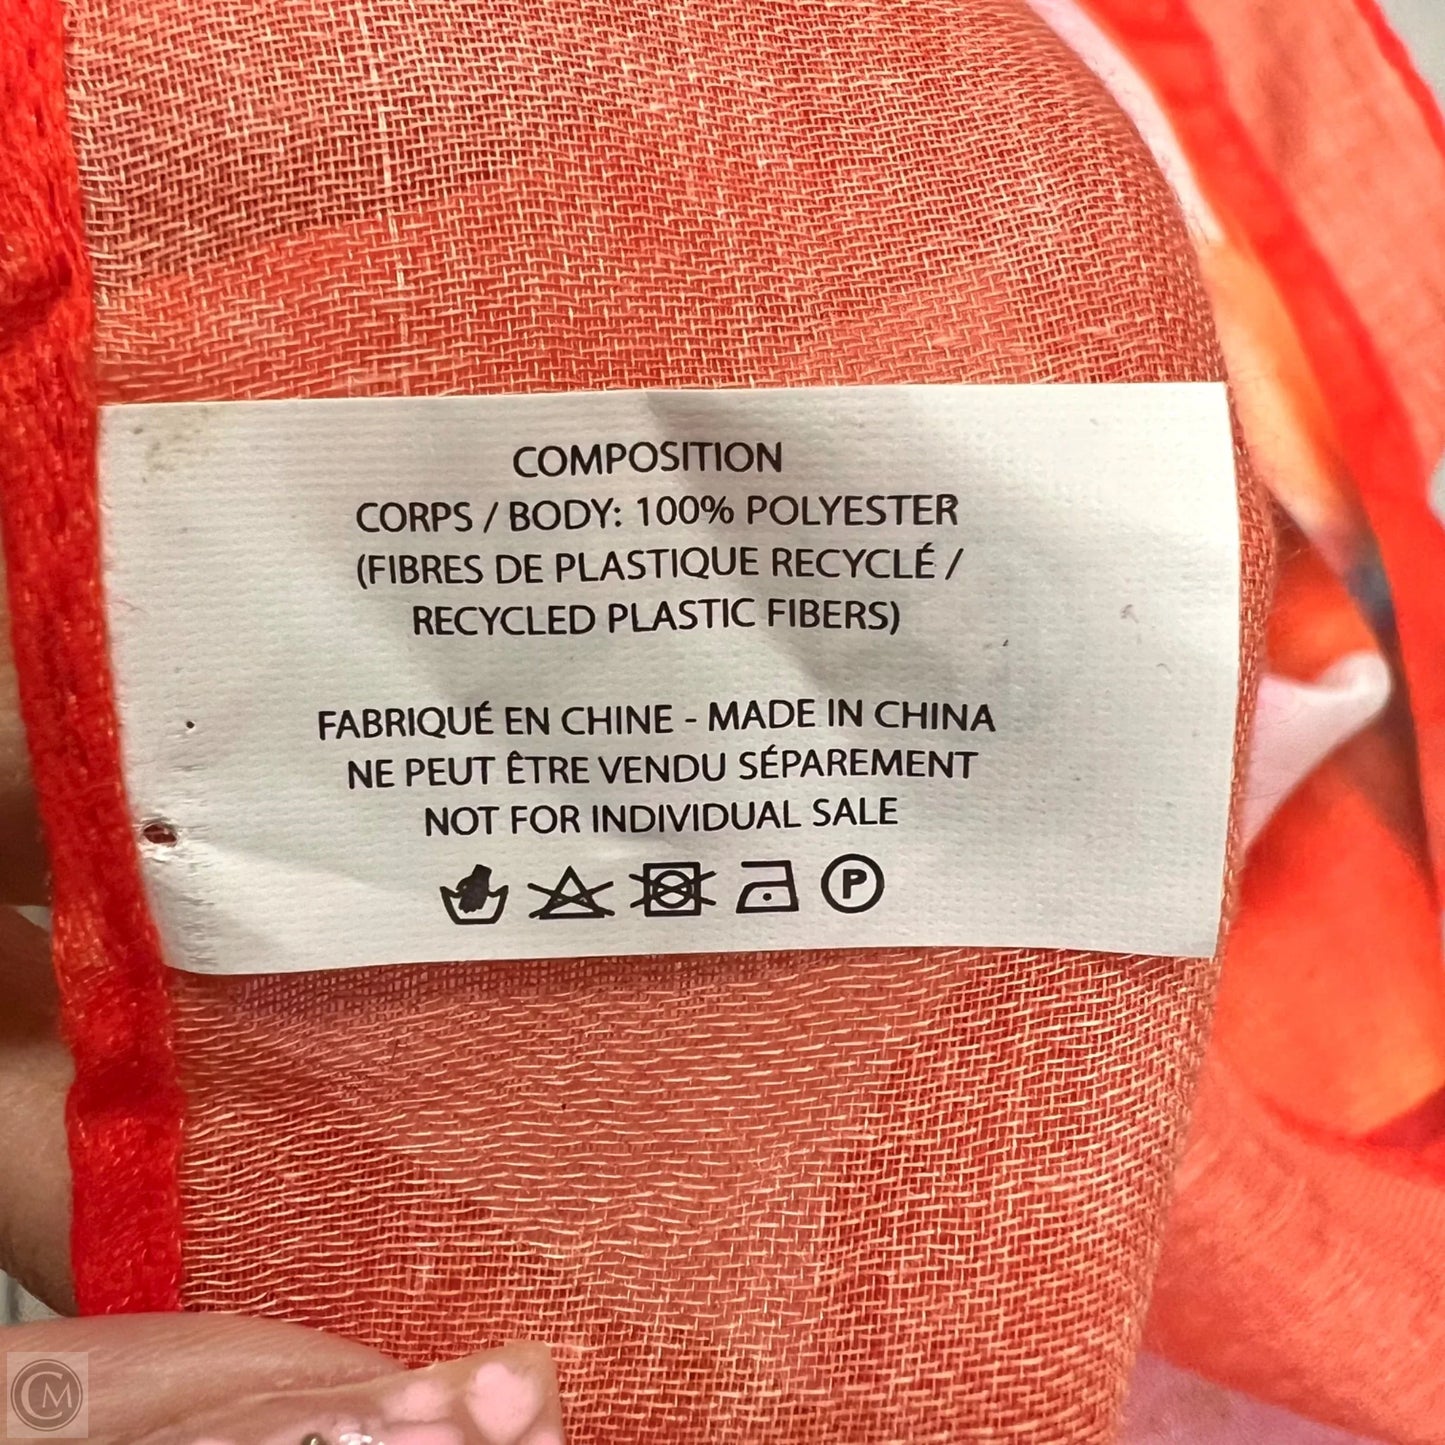 COMPOSITION
CORPS / BODY: 100% POLYESTER
(FIBRES DE PLASTIQUE RECYCLÉ /
RECYCLED PLASTIC FIBERS)
FABRIQUÉ EN CHINE - MADE IN CHINA
NE PEUT ÊTRE VENDU SÉPAREMENT
NOT FOR INDIVIDUAL SALE
P
CM